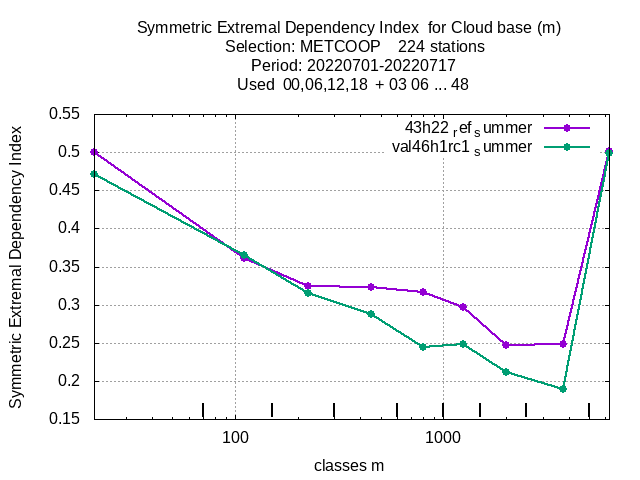 Symmetric Extremal Dependency Index for Cloud base (m)
Selection: METCOOP 224 stations
Period: 20220701-20220717
Used 00,06,12,18 + 03 06 ... 48
Symmetric Extremal Dependency Index
0.55
0.5
0.45
0.4
0.35
0.3
0.25
0.2
0.15
43h22 ref summer
val46h1rc1 summer
100
1000
classes m